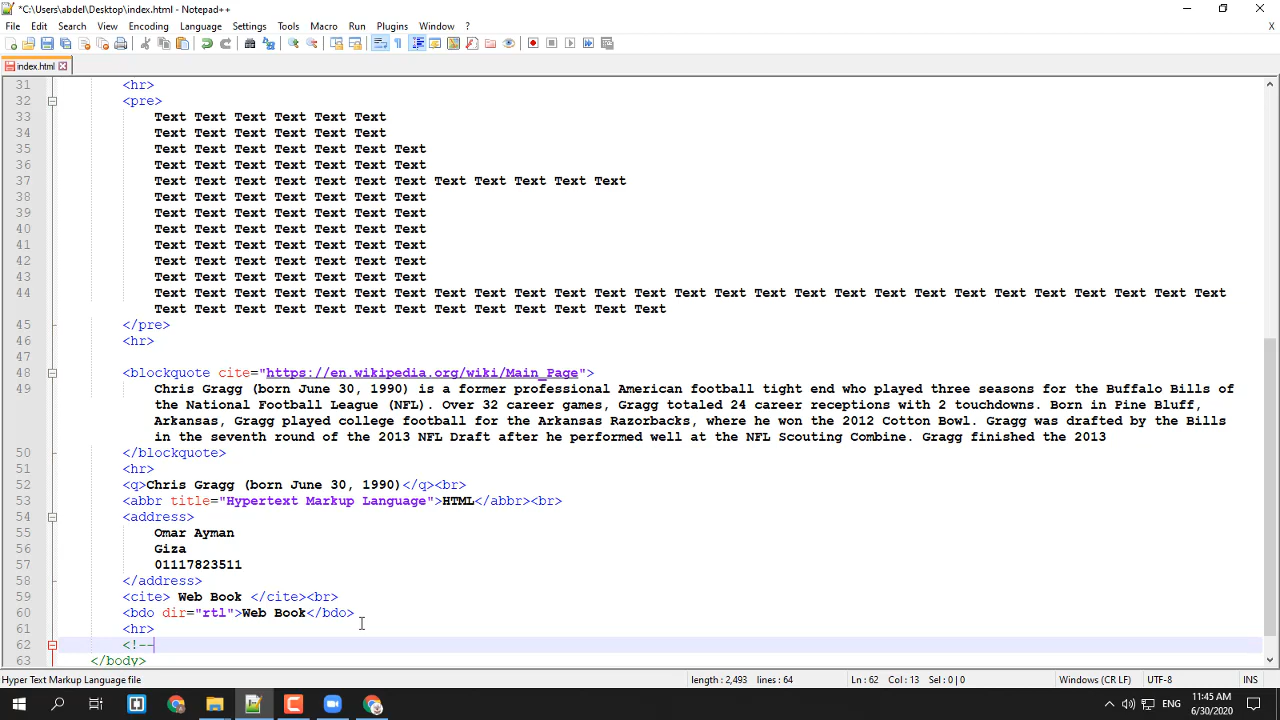 *C:\Users\abdel\Desktop\index.html - Notepad++
File Edit Search View Encoding Language Settings Tools Macro Run Plugins Window ?
X
index.html
31 <hr>
32 <pre>
33 Text Text Text Text Text Text
34 Text Text Text Text Text Text
35 Text Text Text Text Text Text Text
36 Text Text Text Text Text Text Text
37 Text Text Text Text Text Text Text Text Text Text Text Text
38 Text Text Text Text Text Text Text
39 Text Text Text Text Text Text Text
40 Text Text Text Text Text Text Text
41 Text Text Text Text Text Text Text
42 Text Text Text Text Text Text Text
43 Text Text Text Text Text Text Text
44 Text Text Text Text Text Text Text Text Text Text Text Text Text Text Text Text Text Text Text Text Text Text Text Text Text Text Text
Text Text Text Text Text Text Text Text Text Text Text Text Text
45 </pre>
46 <hr>
47
48 <blockquote cite="https://en.wikipedia.org/wiki/Main_Page">
49 Chris Gragg (born June 30, 1990) is a former professional American football tight end who played three seasons for the Buffalo Bills of
the National Football League (NFL). Over 32 career games, Gragg totaled 24 career receptions with 2 touchdowns. Born in Pine Bluff,
Arkansas, Gragg played college football for the Arkansas Razorbacks, where he won the 2012 Cotton Bowl. Gragg was drafted by the Bills
in the seventh round of the 2013 NFL Draft after he performed well at the NFL Scouting Combine. Gragg finished the 2013
50 </blockquote>
51 <hr>
52 <q>Chris Gragg (born June 30, 1990)</q><br>
53 <abbr title="Hypertext Markup Language">HTML</abbr><br>
54 <address>
55 Omar Ayman
56 Giza
57 01117823511
58 </address>
59 <cite> Web Book </cite><br>
60 <bdo dir="rtl">Web Book</bdo>
61 <hr>
62 <!--
63 </body>
Hyper Text Markup Language file length : 2,493 lines : 64 Ln : 62 Col : 13 Sel : 0 | 0 Windows (CR LF) UTF-8 INS
ENG 11:45 AM
6/30/2020